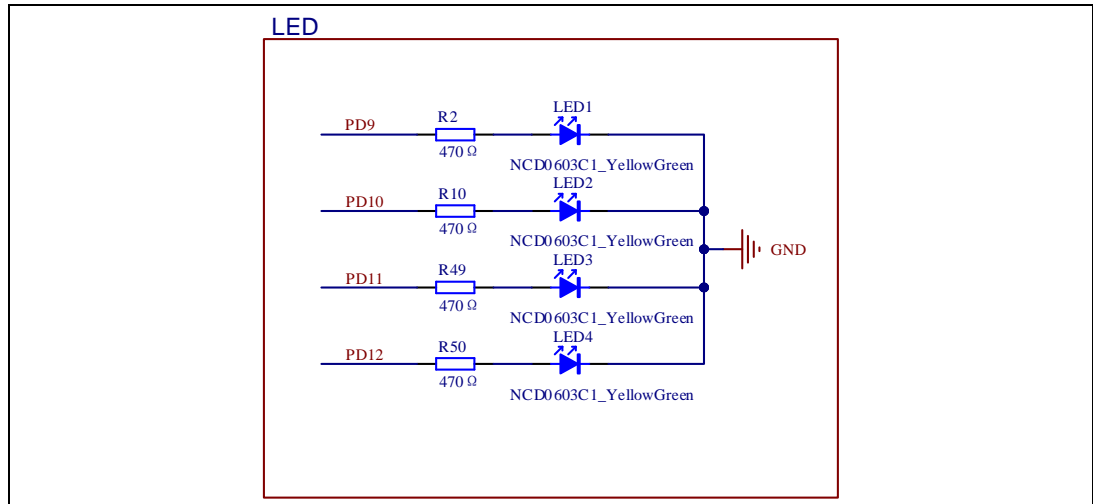 LED
LED1
R2
PD9
470 Ω
NCD0603C1_YellowGreen
LED2
R10
PD10
470 Ω
NCD0603C1_YellowGreen
GND
LED3
R49
PD11
470 Ω
NCD0603C1_YellowGreen
LED4
R50
PD12
470 Ω
NCD0603C1_YellowGreen